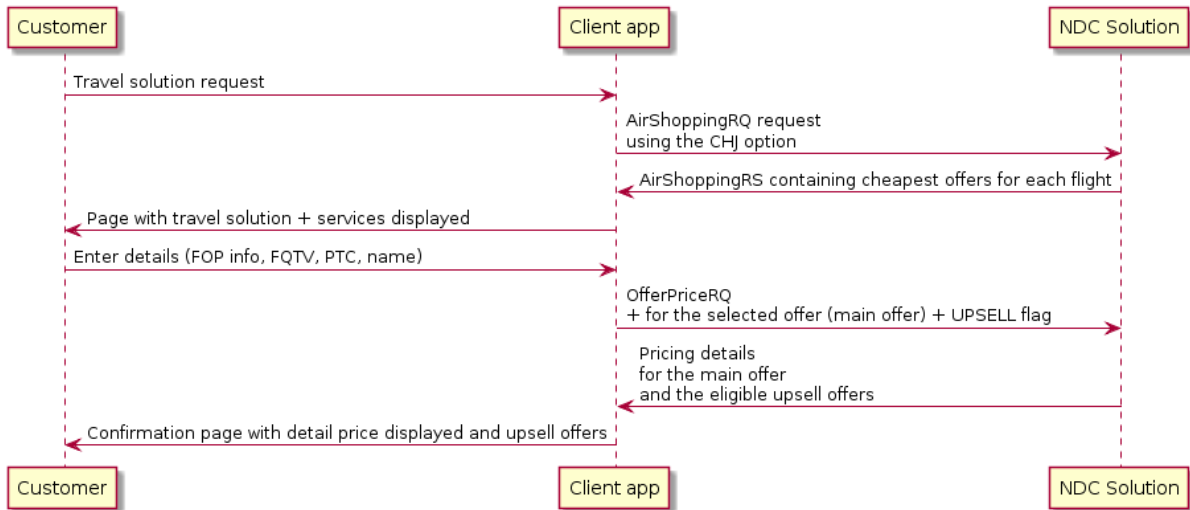 Customer
Client app
NDC Solution
Travel solution request
AirShoppingRQ request
using the CHJ option
AirShoppingRS containing cheapest offers for each flight
Page with travel solution + services displayed
Enter details (FOP info, FQTV, PTC, name)
OfferPriceRQ
+ for the selected offer (main offer) + UPSELL flag
Pricing details
for the main offer
and the eligible upsell offers
Confirmation page with detail price displayed and upsell offers
Customer
Client app
NDC Solution